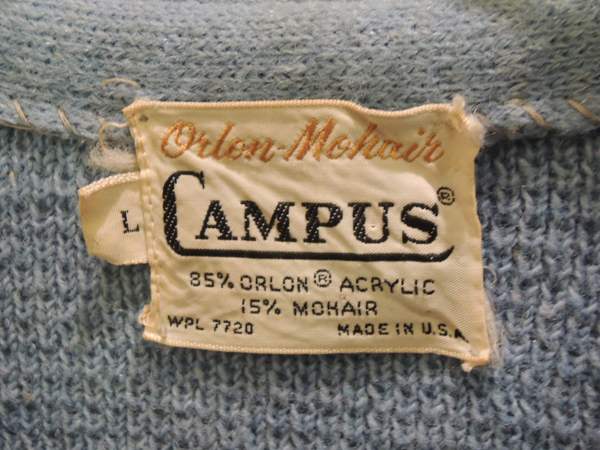 Orlon-Mohair
CAMPUS®
L
85% ORLON® ACRYLIC
15% MOHAIR
WPL 7720 MADE IN U.S.A.